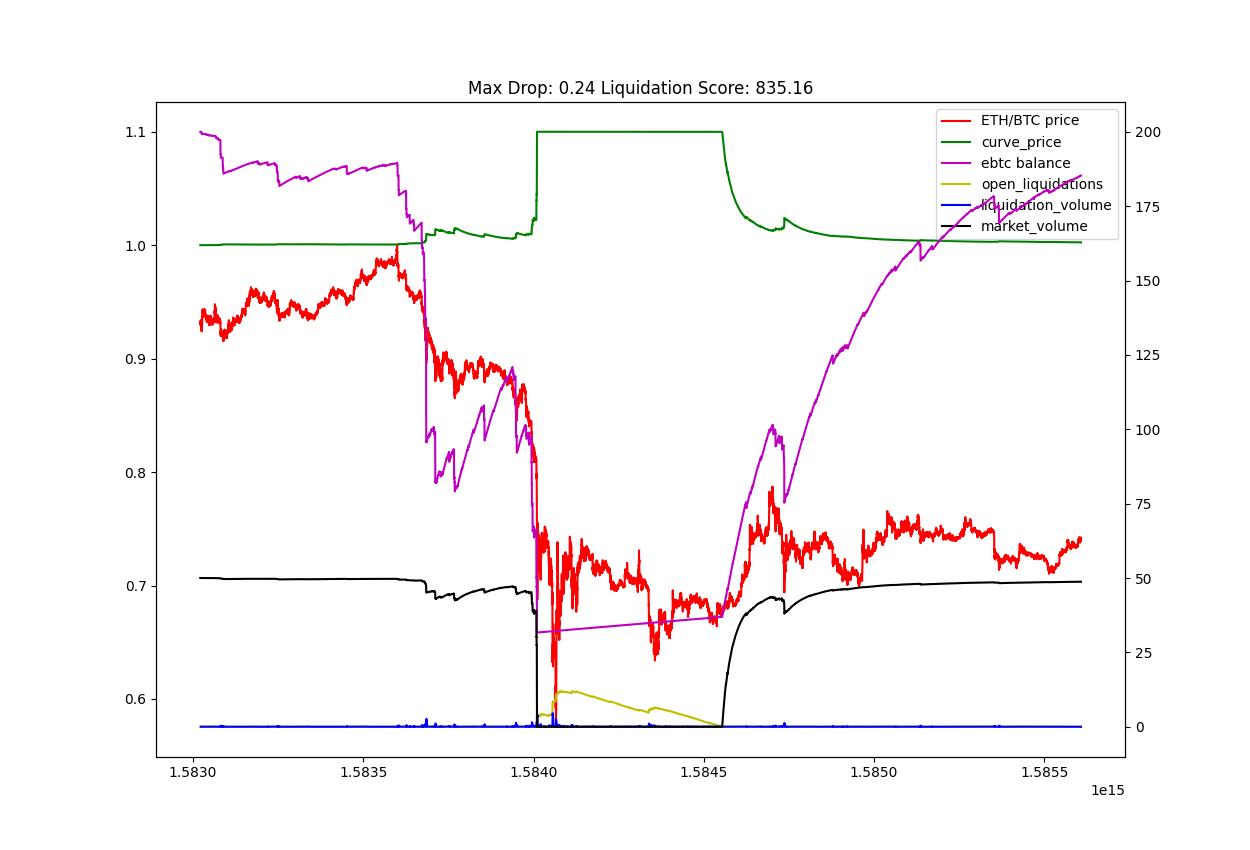 Max Drop: 0.24 Liquidation Score: 835.16
ETH/BTC price
curve_price
ebtc balance
open_liquidations
liquidation_volume
market_volume
1.1
1.0
0.9
0.8
0.7
0.6
200
175
150
125
100
75
50
25
0
1.5830 1.5835 1.5840 1.5845 1.5850 1.5855
1e15